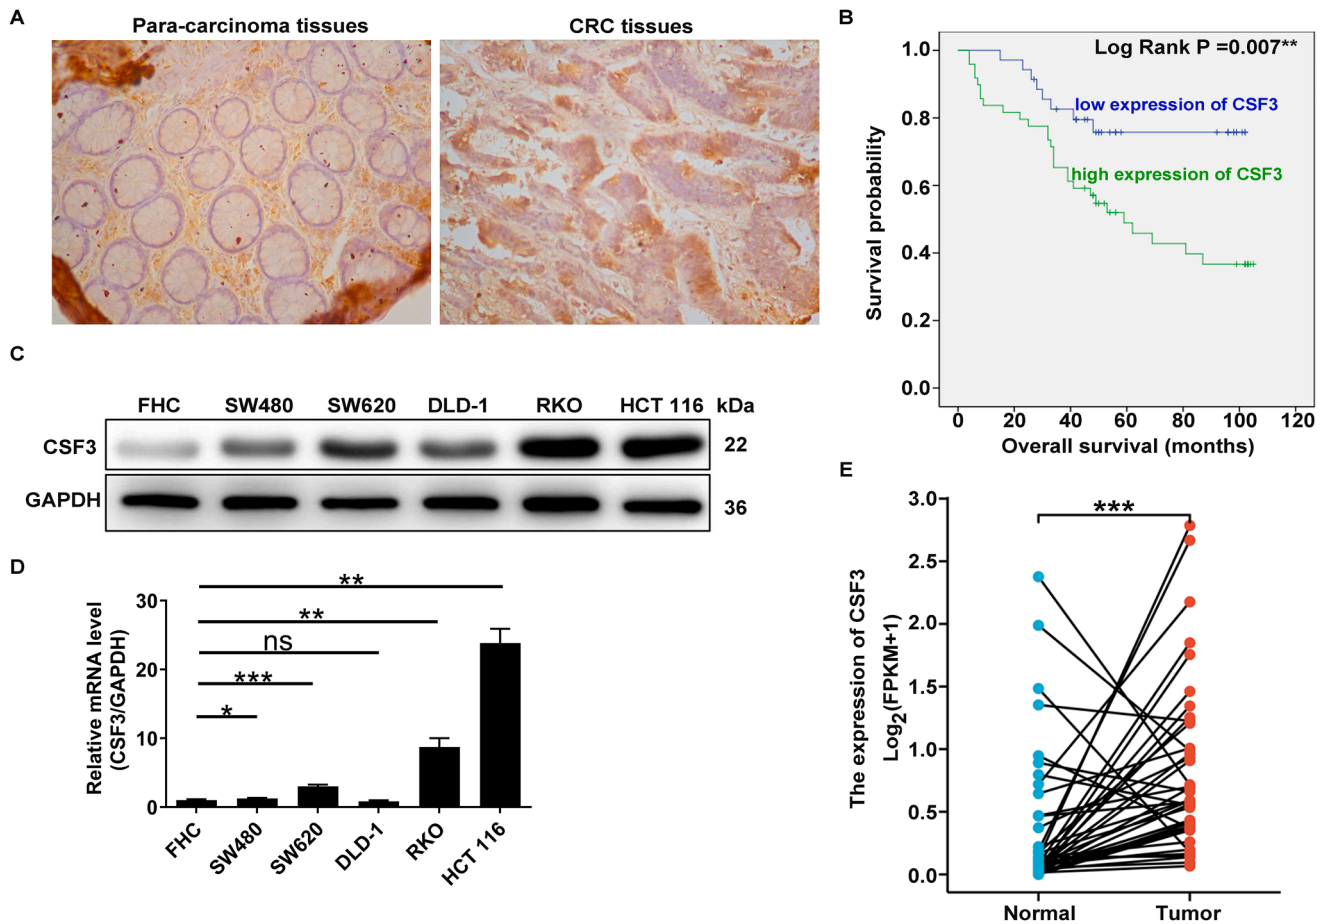 A
Para-carcinoma tissues
CRC tissues
B
Log Rank P =0.007**
low expression of CSF3
high expression of CSF3
Survival probability
1.0
0.8
0.6
0.4
0.2
0.0
0 20 40 60 80 100 120
Overall survival (months)
C
FHC SW480 SW620 DLD-1 RKO HCT 116 kDa
CSF3 22
GAPDH 36
D
Relative mRNA level
(CSF3/GAPDH)
30
20
10
0
**
**
ns
***
*
FHC SW480 SW620 DLD-1 RKO HCT 116
E
The expression of CSF3
Log2(FPKM+1)
3.0
2.5
2.0
1.5
1.0
0.5
0.0
***
Normal Tumor